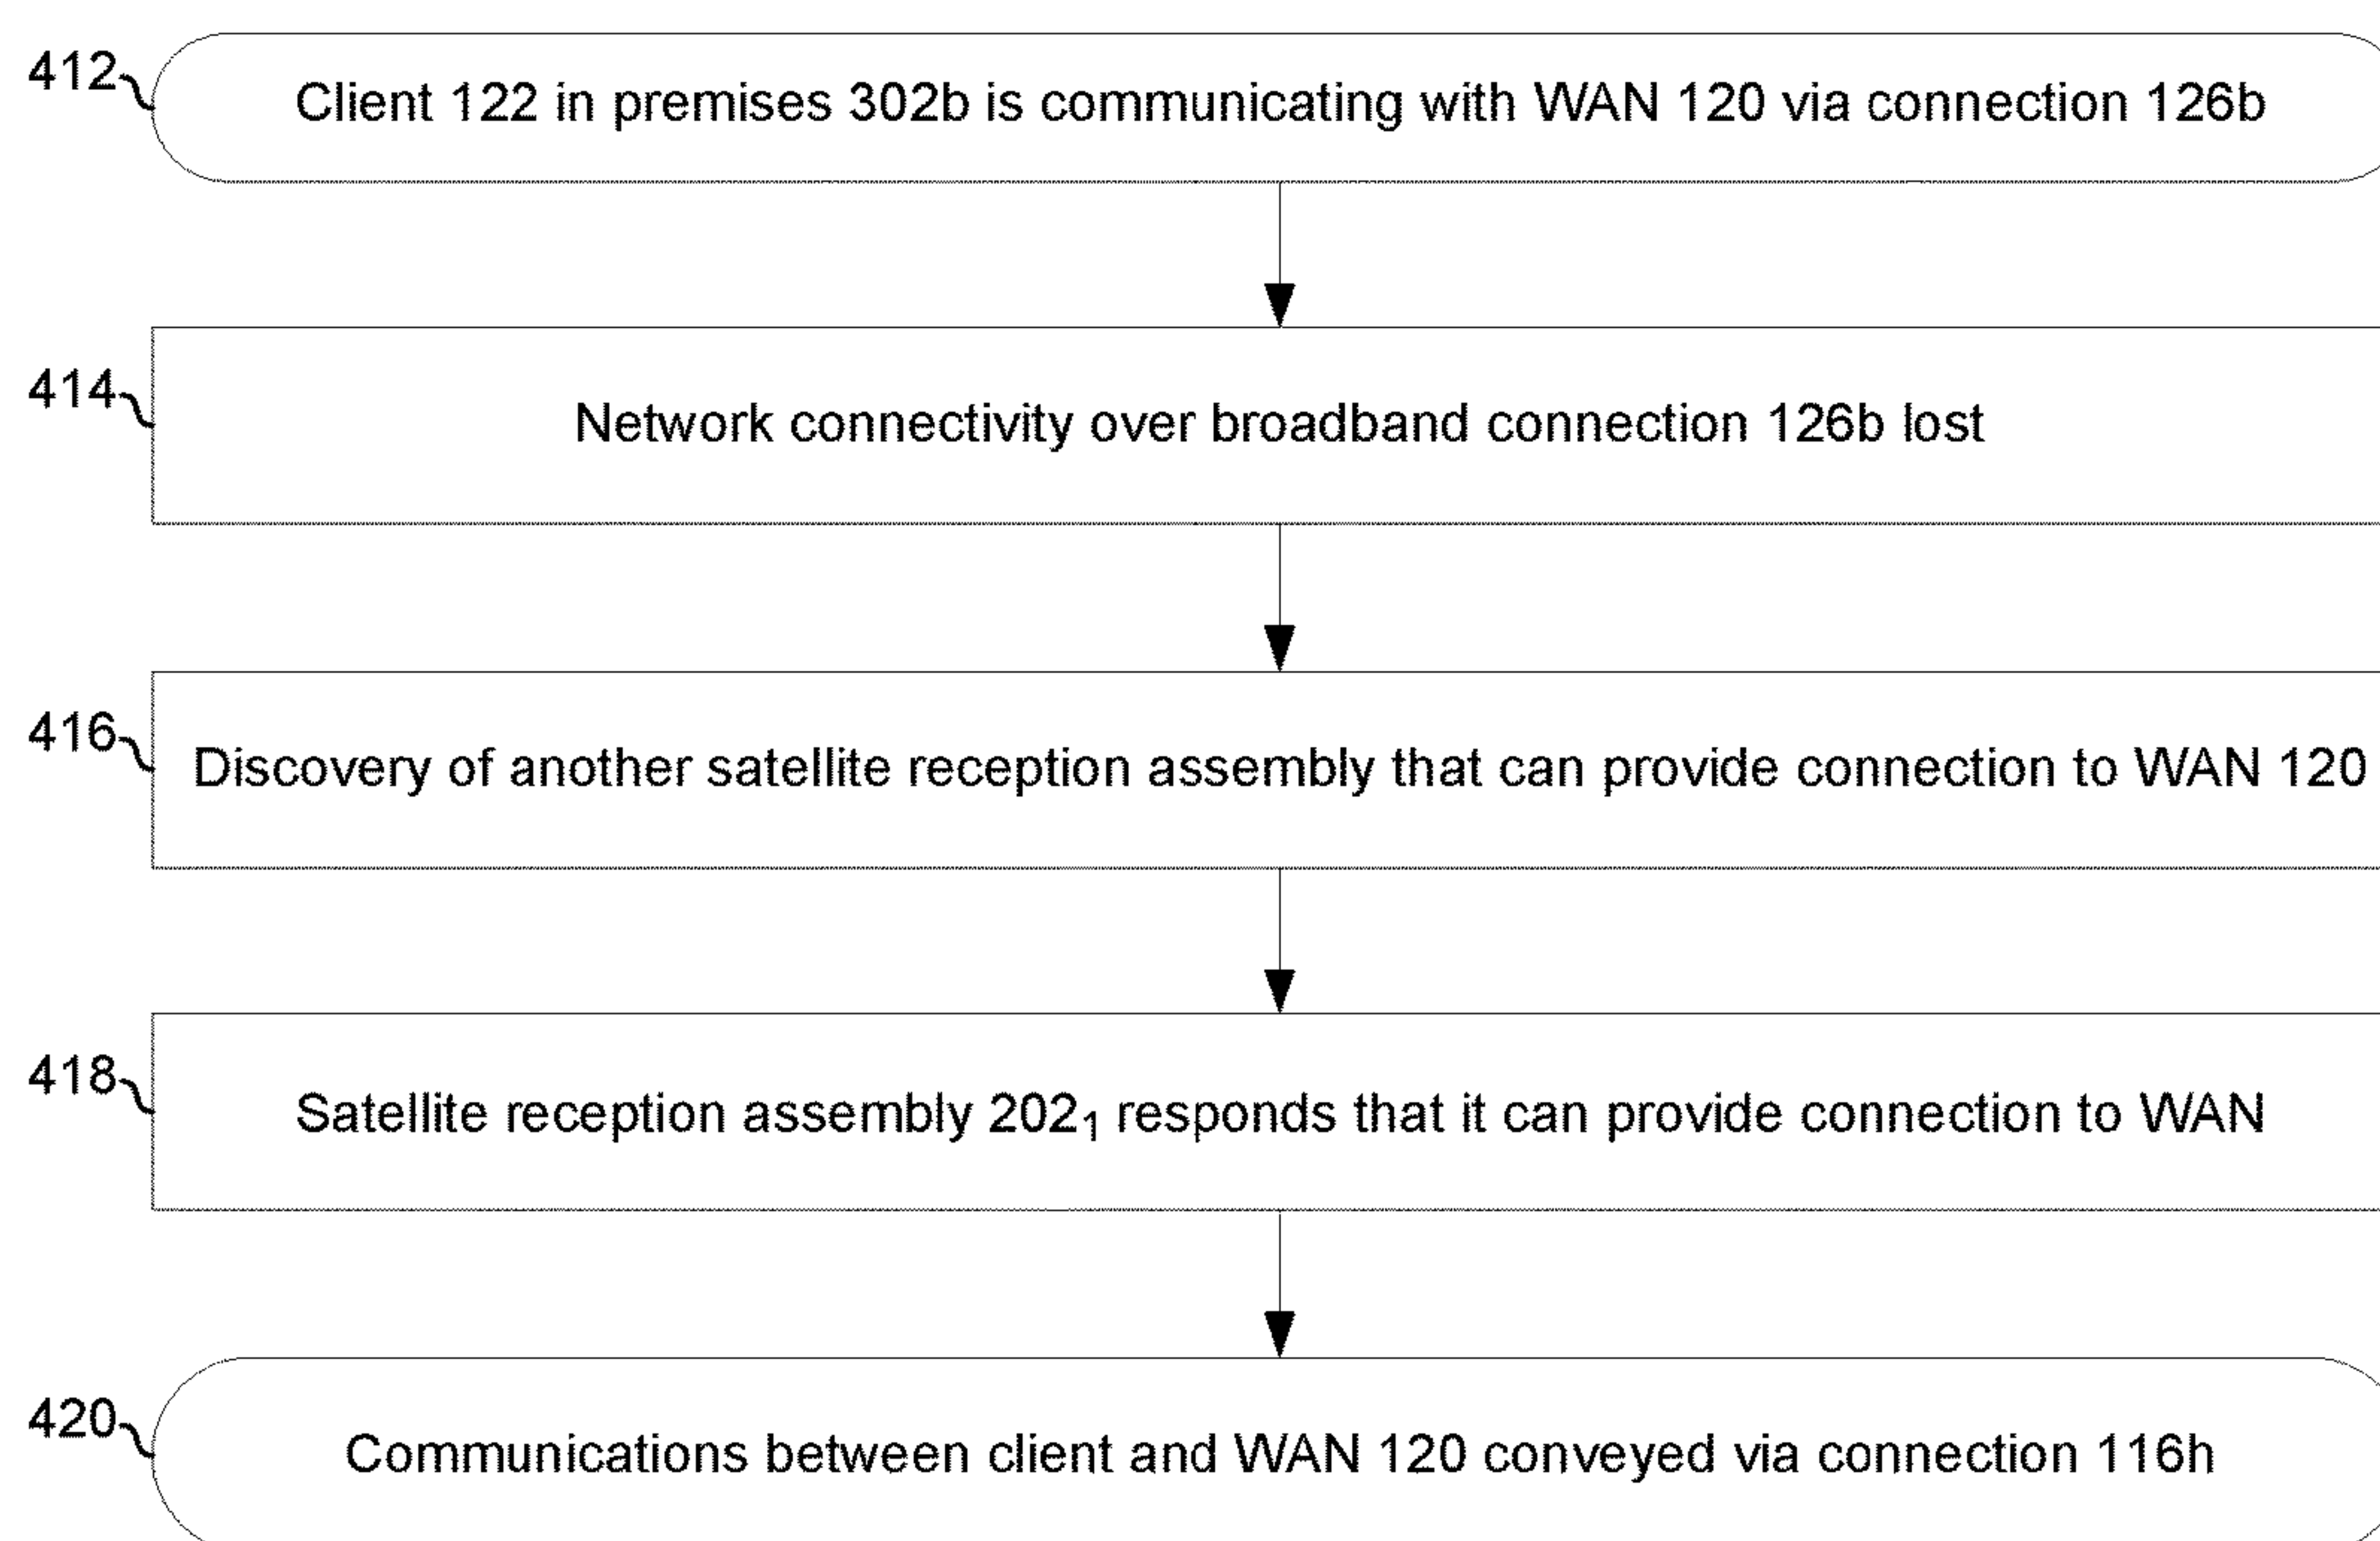 412 Client 122 in premises 302b is communicating with WAN 120 via connection 126b
414 Network connectivity over broadband connection 126b lost
416 Discovery of another satellite reception assembly that can provide connection to WAN 120
418 Satellite reception assembly 202₁ responds that it can provide connection to WAN
420 Communications between client and WAN 120 conveyed via connection 116h